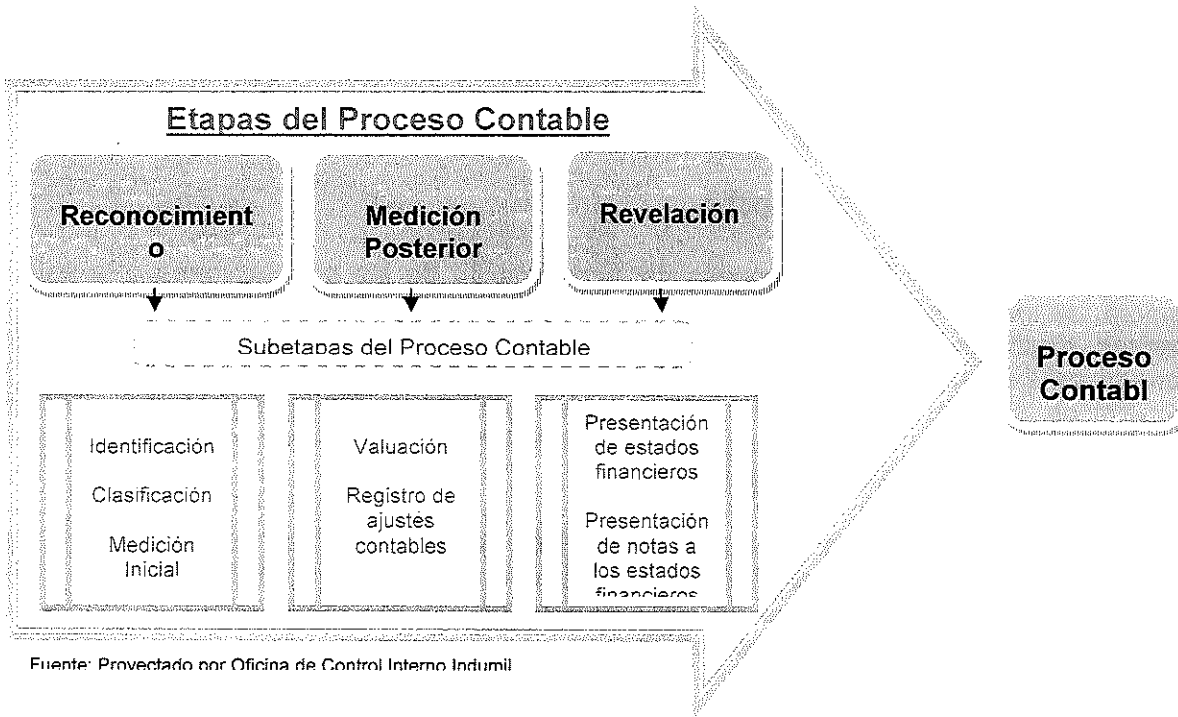 Etapas del Proceso Contable
Reconocimient
o
Medición
Posterior
Revelación
Subetapas del Proceso Contable
Identificación
Clasificación
Medición
Inicial
Valuación
Registro de
ajustés
contables
Presentación
de estados
financieros
Presentación
de notas a
los estados
financieros
Proceso
Contabl
Fuente: Proyectado por Oficina de Control Interno Indumil